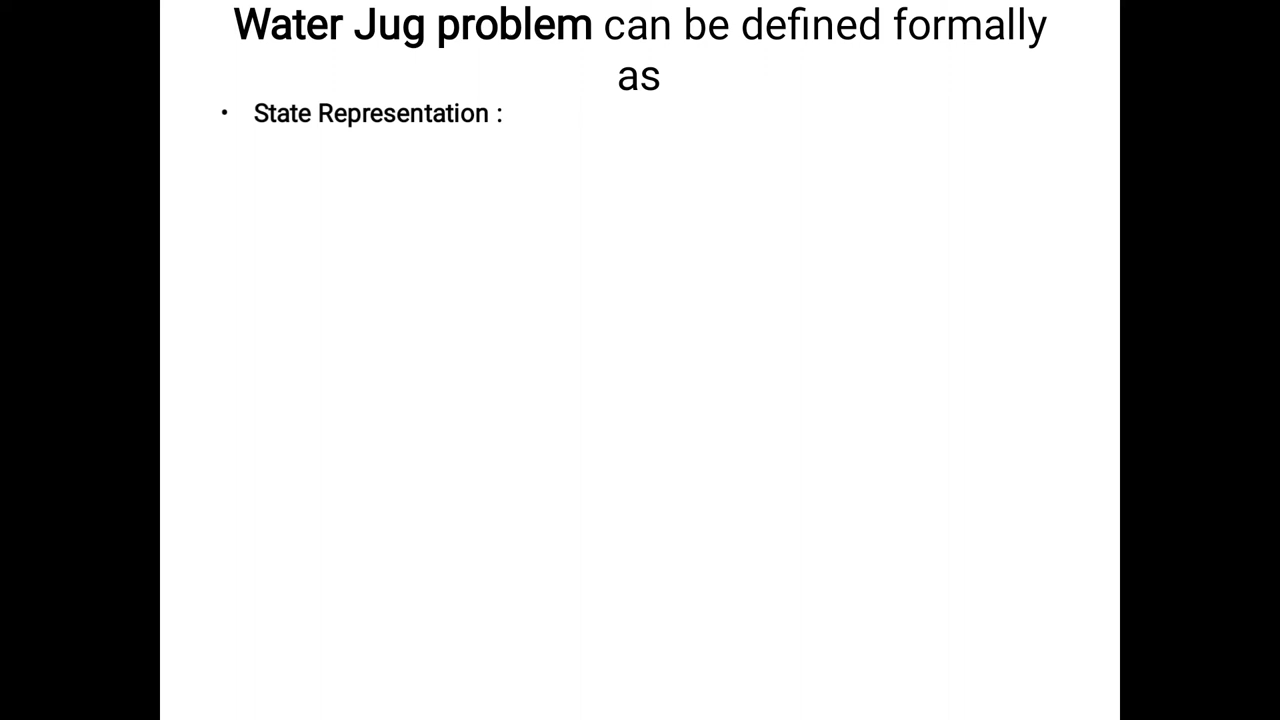 Water Jug problem can be defined formally
as
• State Representation :